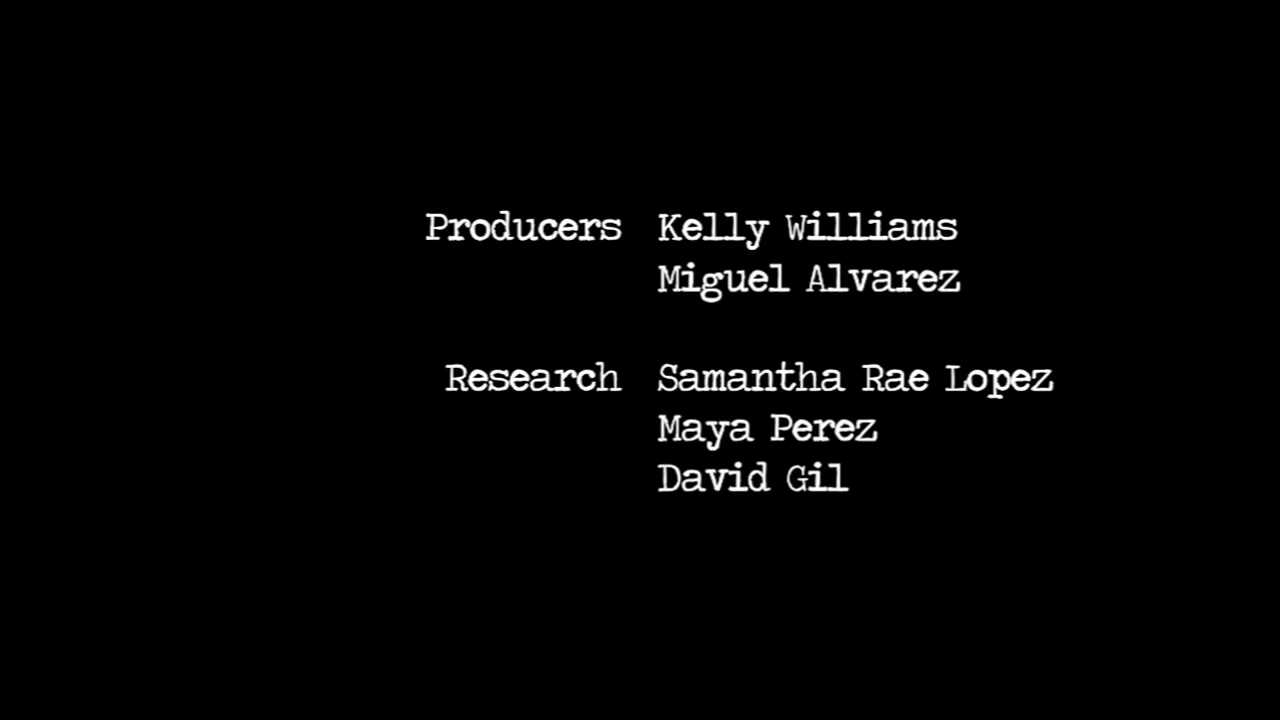 Producers Kelly Williams
Miguel Alvarez
Research Samantha Rae Lopez
Maya Perez
David Gil